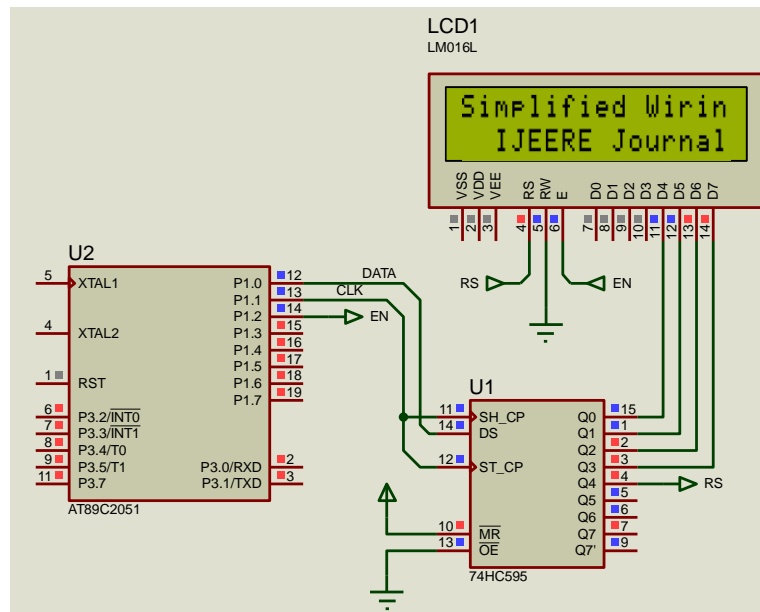 LCD1
LM016L
Simplified Wirin
IJEERE Journal
VSS VDD VEE RS RW E D0 D1 D2 D3 D4 D5 D6 D7
1 2 3 4 5 6 7 8 9 10 11 12 13 14
RS EN
U2
5 XTAL1 P1.0 12 DATA
P1.1 13 CLK
P1.2 14 EN
4 XTAL2 P1.3 15
P1.4 16
P1.5 17
1 RST P1.6 18
P1.7 19
6 P3.2/INT0
7 P3.3/INT1
8 P3.4/T0
9 P3.5/T1 P3.0/RXD 2
11 P3.7 P3.1/TXD 3
AT89C2051
U1
11 SH_CP Q0 15
14 DS Q1 1
Q2 2
12 ST_CP Q3 3
Q4 4 RS
Q5 5
Q6 6
10 MR Q7 7
13 OE Q7' 9
74HC595